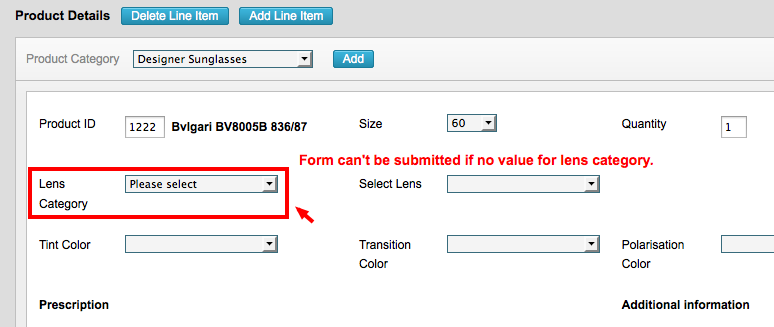 Product Details Delete Line Item Add Line Item
Product Category Designer Sunglasses Add
Product ID 1222 Bvlgari BV8005B 836/87 Size 60 Quantity 1
Form can't be submitted if no value for lens category.
Lens Please select Select Lens
Category
Tint Color Transition Polarisation
Color Color
Prescription Additional information